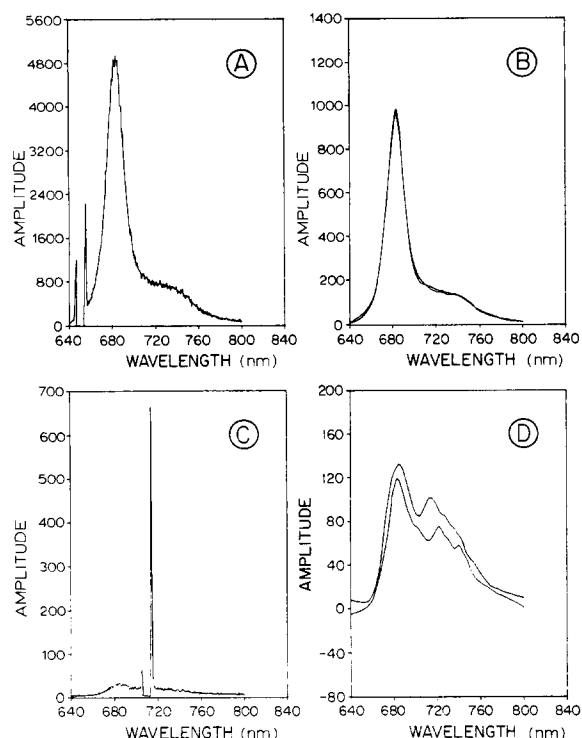 5600
4800
4000
3200
2400
1600
800
0
AMPLITUDE
A
640 680 720 760 800 840
WAVELENGTH (nm)
1400
1200
1000
800
600
400
200
0
AMPLITUDE
B
640 680 720 760 800 840
WAVELENGTH (nm)
700
600
500
400
300
200
100
0
AMPLITUDE
C
640 680 720 760 800 840
WAVELENGTH (nm)
200
160
120
80
40
0
-40
-80
AMPLITUDE
D
640 680 720 760 800 840
WAVELENGTH (nm)